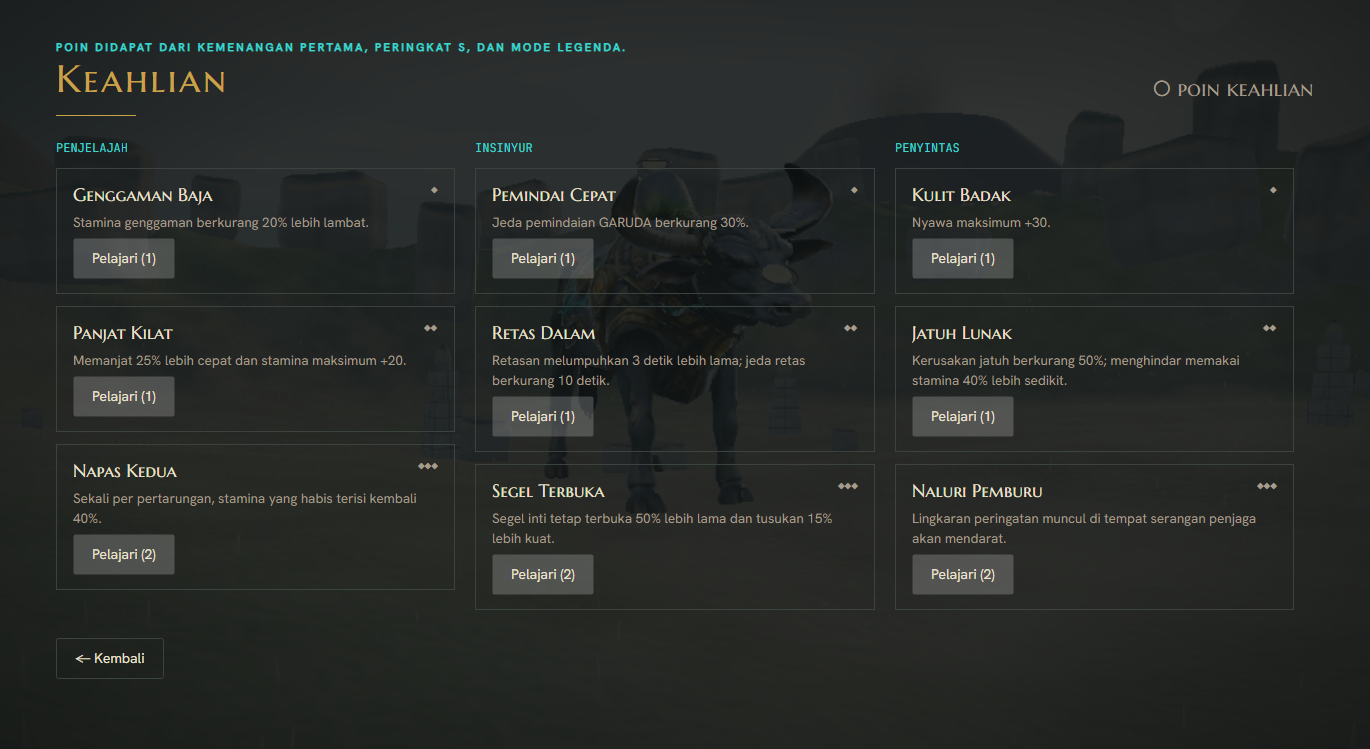 POIN DIDAPAT DARI KEMENANGAN PERTAMA, PERINGKAT S, DAN MODE LEGENDA.
KEAHLIAN
0 POIN KEAHLIAN
PENJELAJAH
GENGGAMAN BAJA
Stamina genggaman berkurang 20% lebih lambat.
Pelajari (1)
PANJAT KILAT
Memanjat 25% lebih cepat dan stamina maksimum +20.
Pelajari (1)
NAPAS KEDUA
Sekali per pertarungan, stamina yang habis terisi kembali
40%.
Pelajari (2)
INSINYUR
PEMINDAI CEPAT
Jeda pemindaian GARUDA berkurang 30%.
Pelajari (1)
RETAS DALAM
Retasan melumpuhkan 3 detik lebih lama; jeda retas
berkurang 10 detik.
Pelajari (1)
SEGEL TERBUKA
Segel inti tetap terbuka 50% lebih lama dan tusukan 15%
lebih kuat.
Pelajari (2)
PENYINTAS
KULIT BADAK
Nyawa maksimum +30.
Pelajari (1)
JATUH LUNAK
Kerusakan jatuh berkurang 50%; menghindar memakai
stamina 40% lebih sedikit.
Pelajari (1)
NALURI PEMBURU
Lingkaran peringatan muncul di tempat serangan penjaga
akan mendarat.
Pelajari (2)
← Kembali